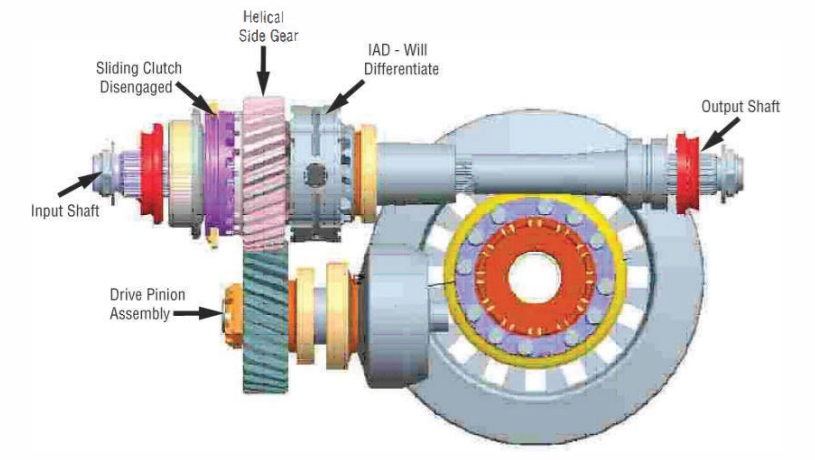 Helical
Side Gear
IAD - Will
Differentiate
Sliding Clutch
Disengaged
Output Shaft
Input Shaft
Drive Pinion
Assembly